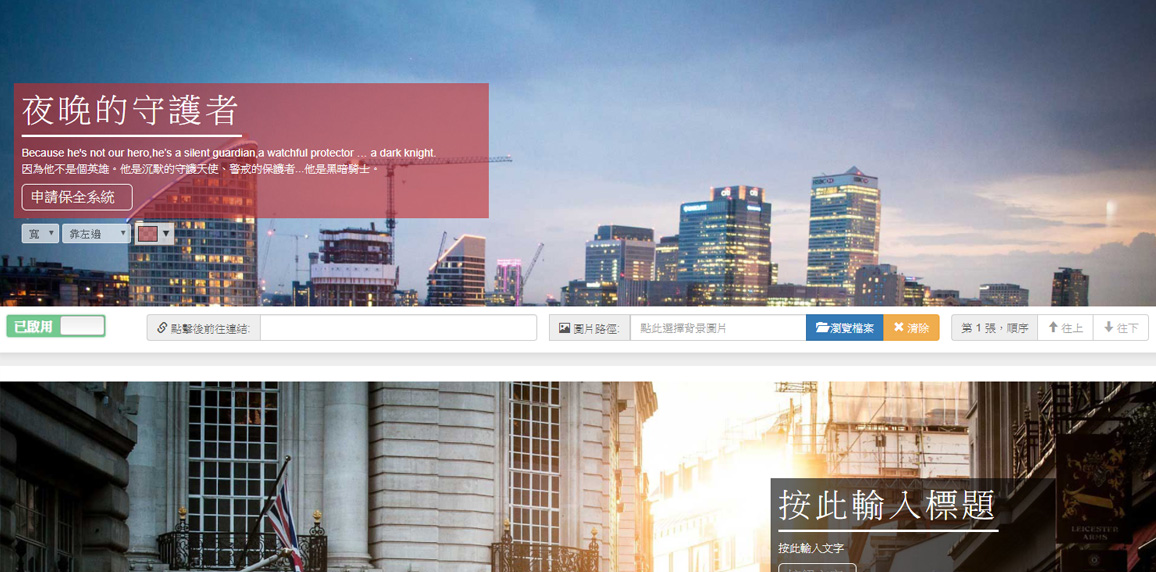 夜晚的守護者
Because he's not our hero,he's a silent guardian,a watchful protector ... a dark knight.
因為他不是個英雄。他是沉默的守護天使、警戒的保護者...他是黑暗騎士。
申請保全系統
寬 靠左邊
已啟用 點擊後前往連結: 圖片路徑: 點此選擇背景圖片 瀏覽檔案 清除 第 1 張，順序 往上 往下
按此輸入標題
按此輸入文字
LEICESTER
ARMS